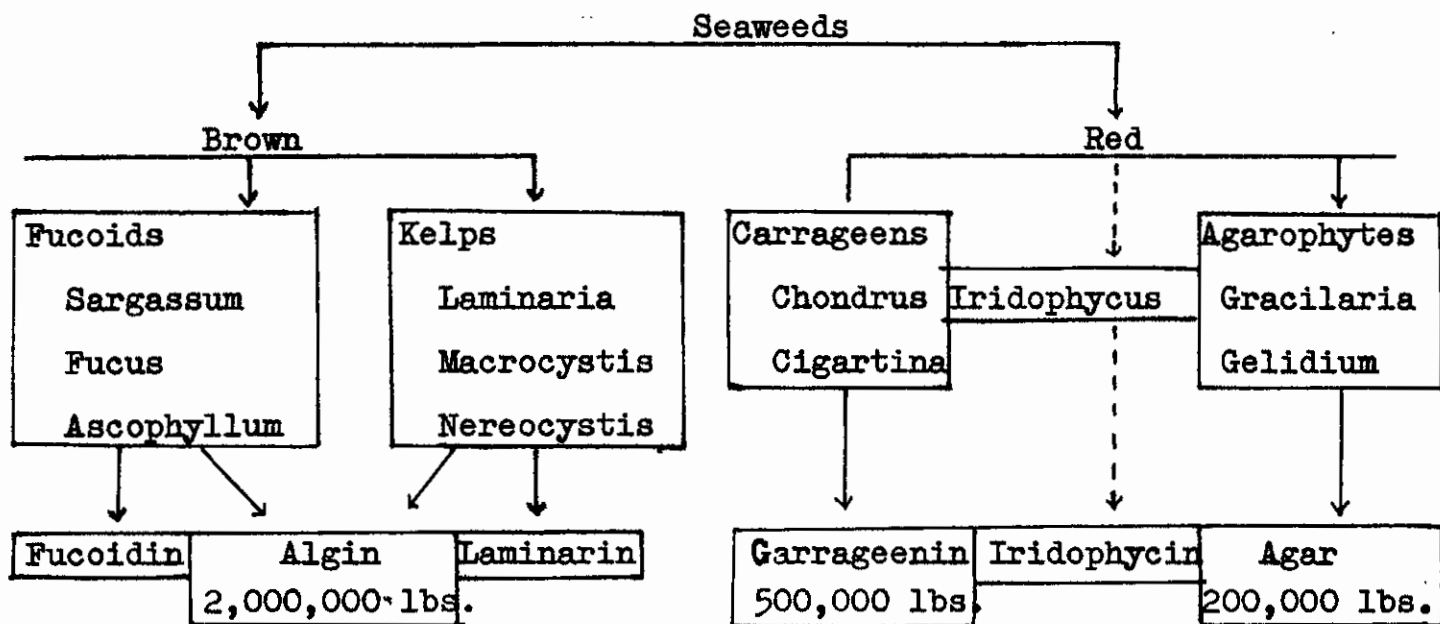 Seaweeds
Brown
Red
Fucoids
Sargassum
Fucus
Ascophyllum
Kelps
Laminaria
Macrocystis
Nereocystis
Carrageens
Chondrus
Cigartina
Iridophycus
Agarophytes
Gracilaria
Gelidium
Fucoidin
Algin
2,000,000 lbs.
Laminarin
Garrageenin
500,000 lbs.
Iridophycin
Agar
200,000 lbs.